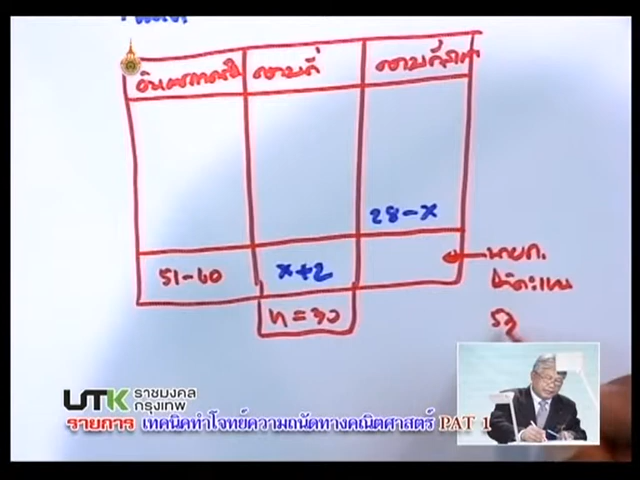 อันตรภาคชั้น ความถี่ ความถี่สะสม
28-x
51-60 x+2
นาย ก.
n = 30
UTK ราชมงคล
กรุงเทพ
รายการ เทคนิคทำโจทย์ความถนัดทางคณิตศาสตร์ PAT 1